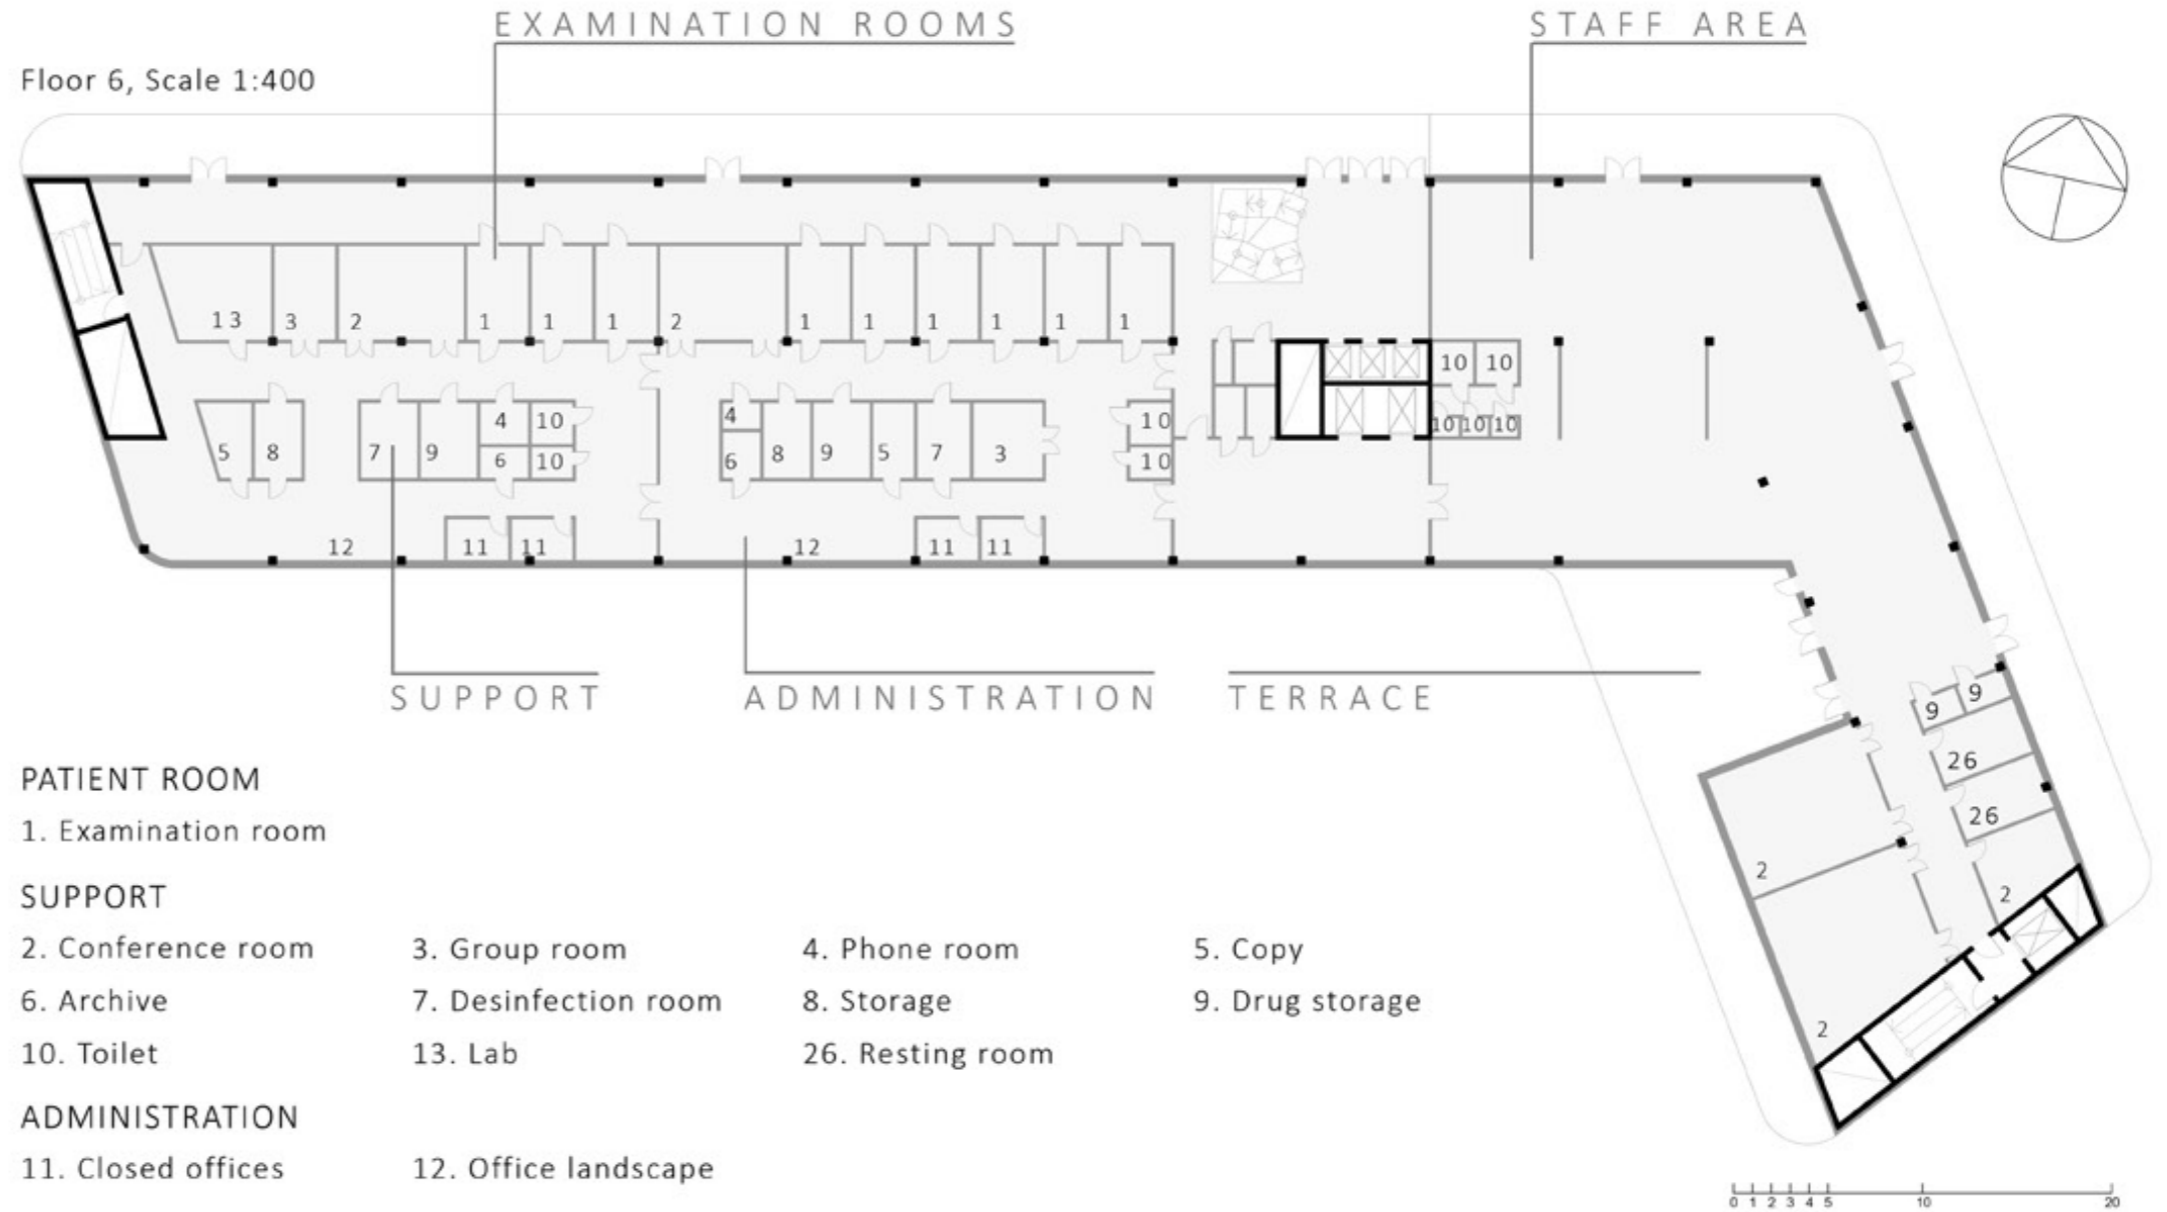 EXAMINATION ROOMS
STAFF AREA
Floor 6, Scale 1:400
10 10
13 3 2 1 1 1 2 1 1 1 1 1 1
4 10 4 10 10 10 10
5 8 7 9 6 10 6 8 9 5 7 3 10
12 11 11 12 11 11
SUPPORT
ADMINISTRATION
TERRACE
9 9
26
26
2 2
2
PATIENT ROOM
1. Examination room
SUPPORT
2. Conference room 3. Group room 4. Phone room 5. Copy
6. Archive 7. Desinfection room 8. Storage 9. Drug storage
10. Toilet 13. Lab 26. Resting room
ADMINISTRATION
11. Closed offices 12. Office landscape
0 1 2 3 4 5 10 20